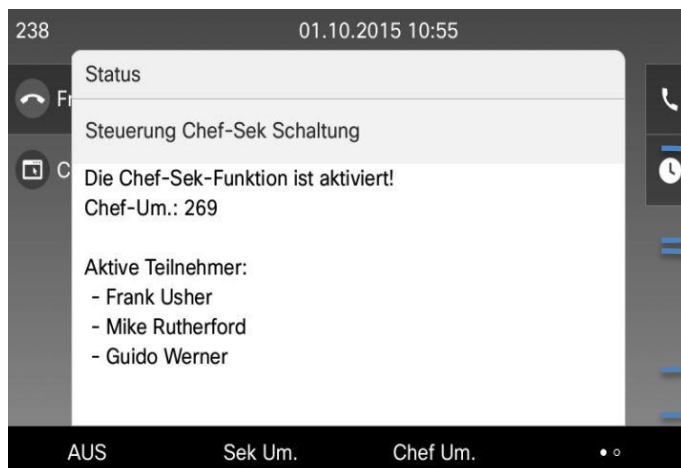 238
01.10.2015 10:55
Status
Steuerung Chef-Sek Schaltung
Fr
C
Die Chef-Sek-Funktion ist aktiviert!
Chef-Um.: 269
Aktive Teilnehmer:
- Frank Usher
- Mike Rutherford
- Guido Werner
AUS
Sek Um.
Chef Um.